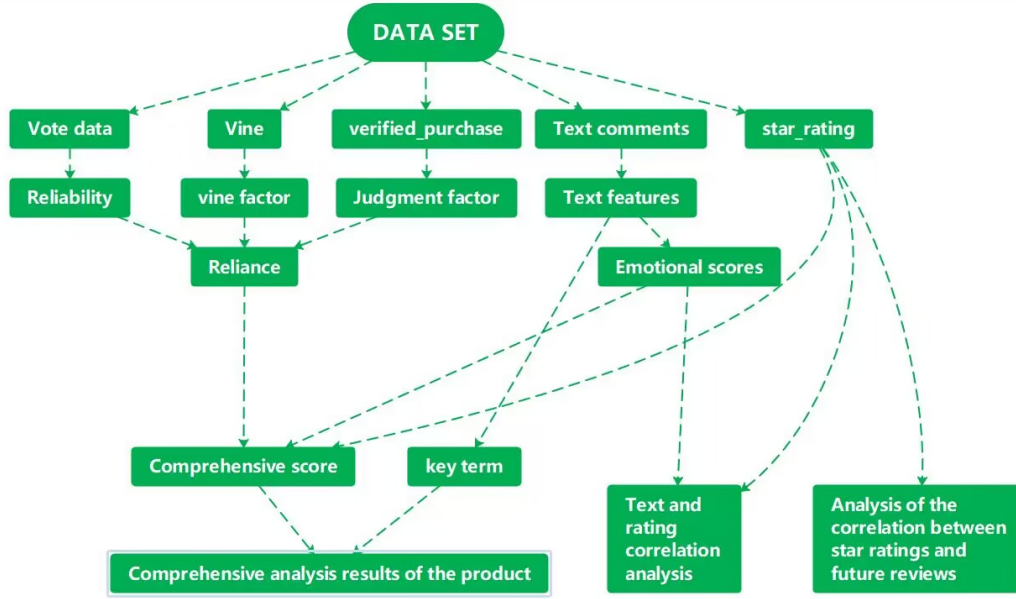 DATA SET
Vote data
Vine
verified_purchase
Text comments
star_rating
Reliability
vine factor
Judgment factor
Text features
Reliance
Emotional scores
Comprehensive score
key term
Text and
rating
correlation
analysis
Analysis of the
correlation between
star ratings and
future reviews
Comprehensive analysis results of the product